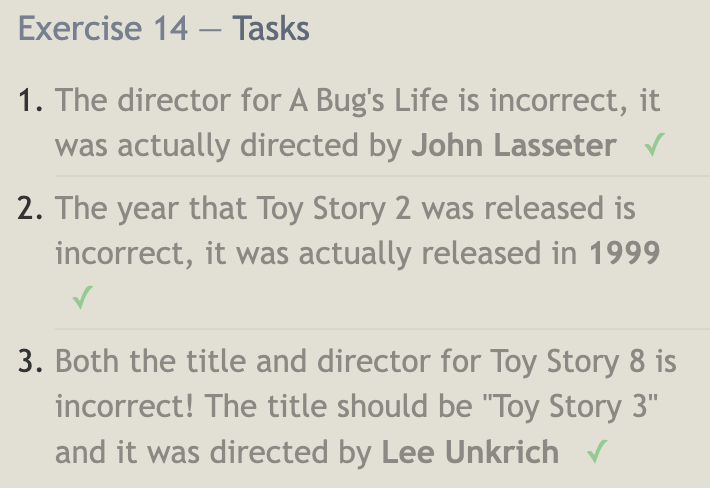 Exercise 14 — Tasks
1. The director for A Bug's Life is incorrect, it
was actually directed by John Lasseter ✓
2. The year that Toy Story 2 was released is
incorrect, it was actually released in 1999
✓
3. Both the title and director for Toy Story 8 is
incorrect! The title should be "Toy Story 3"
and it was directed by Lee Unkrich ✓